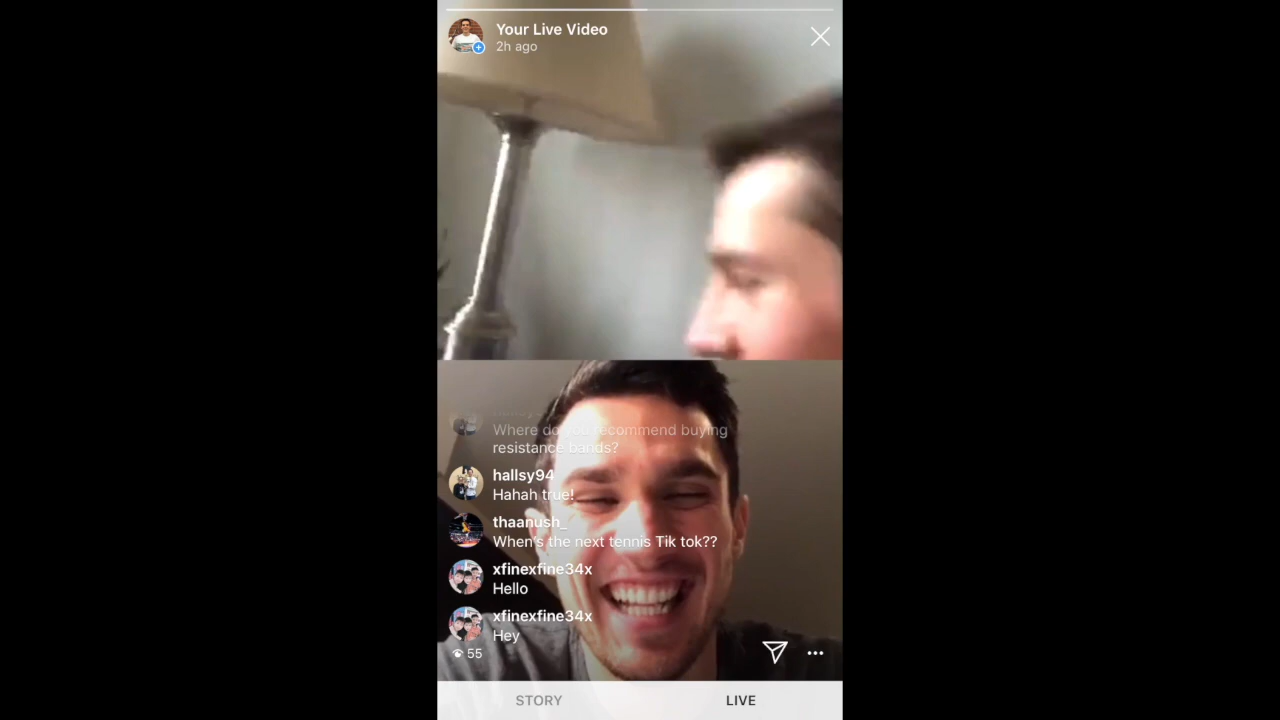 Your Live Video
2h ago
Where do you recommend buying
resistance bands?
hallsy94
Hahah true!
thaanush_
When's the next tennis Tik tok??
xfinexfine34x
Hello
xfinexfine34x
Hey
55
STORY
LIVE